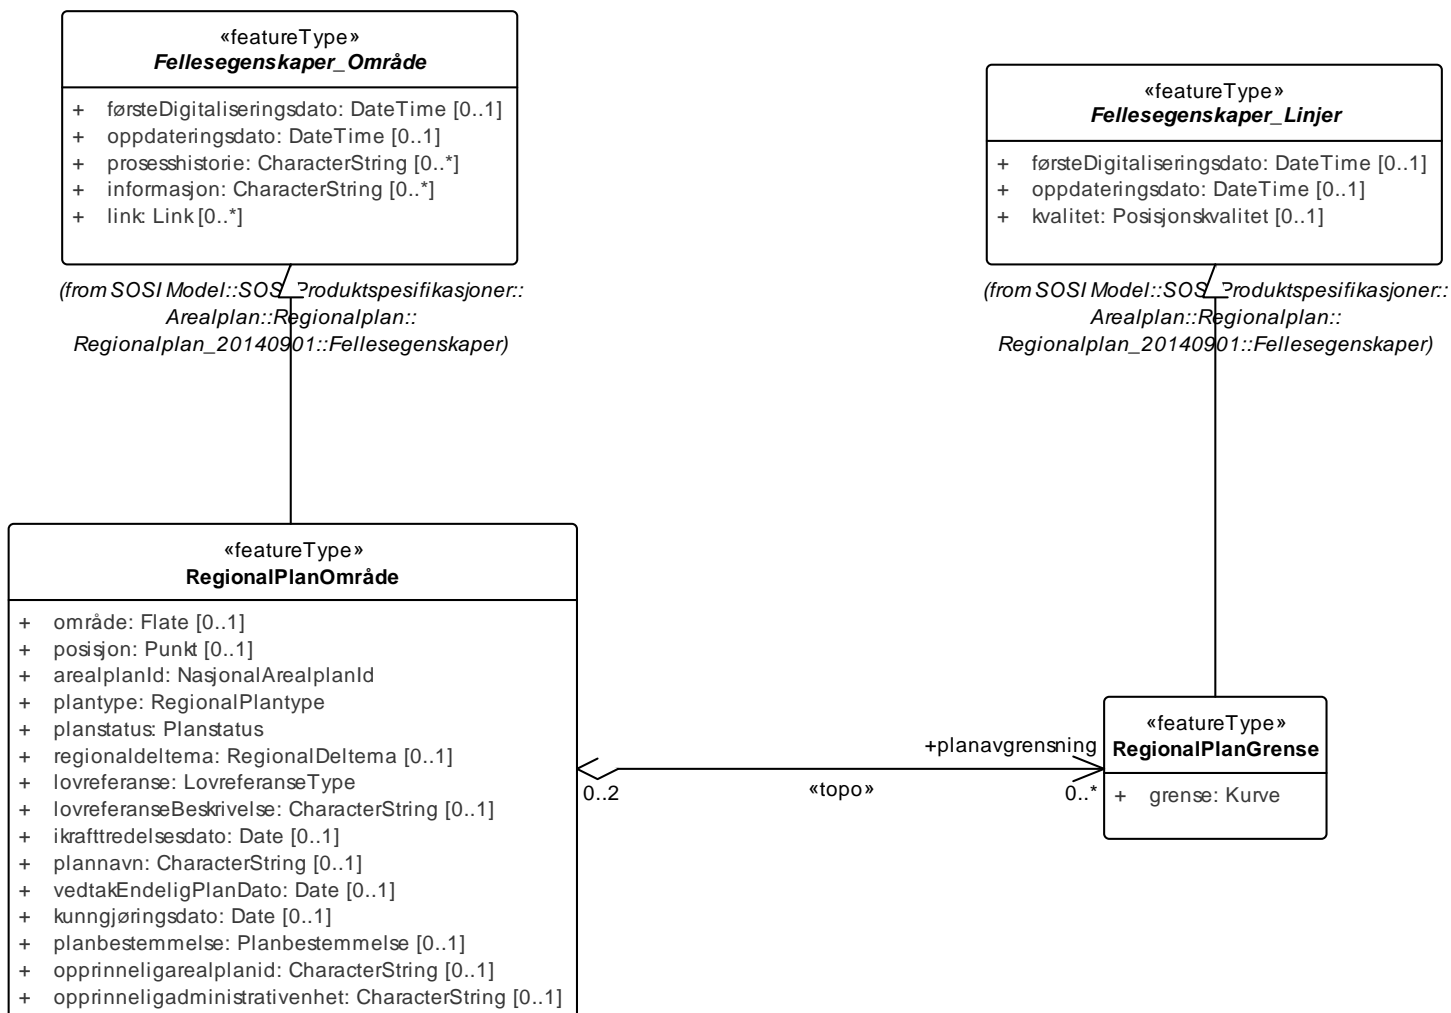 «featureType»
Fellesegenskaper_Område
+ førsteDigitaliseringsdato: DateTime [0..1]
+ oppdateringsdato: DateTime [0..1]
+ prosesshistorie: CharacterString [0..*]
+ informasjon: CharacterString [0..*]
+ link: Link [0..*]
(from SOSI Model::SOSI Produktspesifikasjoner::
Arealplan::Regionalplan::
Regionalplan_20140901::Fellesegenskaper)
«featureType»
Fellesegenskaper_Linjer
+ førsteDigitaliseringsdato: DateTime [0..1]
+ oppdateringsdato: DateTime [0..1]
+ kvalitet: Posisjonskvalitet [0..1]
(from SOSI Model::SOSI Produktspesifikasjoner::
Arealplan::Regionalplan::
Regionalplan_20140901::Fellesegenskaper)
«featureType»
RegionalPlanOmråde
+ område: Flate [0..1]
+ posisjon: Punkt [0..1]
+ arealplanId: NasjonalArealplanId
+ plantype: RegionalPlantype
+ planstatus: Planstatus
+ regionaldeltema: RegionalDeltema [0..1]
+ lovreferanse: LovreferanseType
+ lovreferanseBeskrivelse: CharacterString [0..1]
+ ikrafttredelsesdato: Date [0..1]
+ plannavn: CharacterString [0..1]
+ vedtakEndeligPlanDato: Date [0..1]
+ kunngjøringsdato: Date [0..1]
+ planbestemmelse: Planbestemmelse [0..1]
+ opprinneligarealplanid: CharacterString [0..1]
+ opprinneligadministrativenhet: CharacterString [0..1]
+planavgrensning
0..2
«topo»
0..*
«featureType»
RegionalPlanGrense
+ grense: Kurve